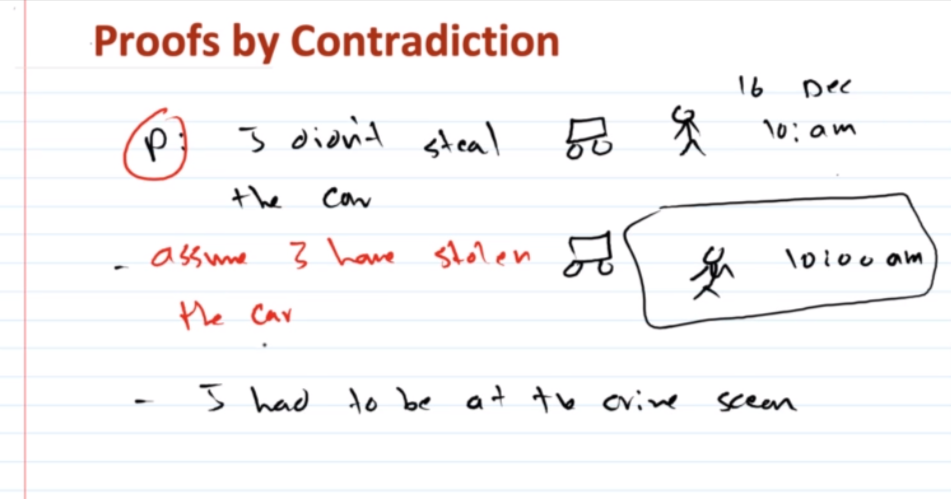 Proofs by Contradiction
16 Dec
P: I didn't steal 10: am
the car
- assume I have stolen 10:00 am
the car
- I had to be at the crime sceen